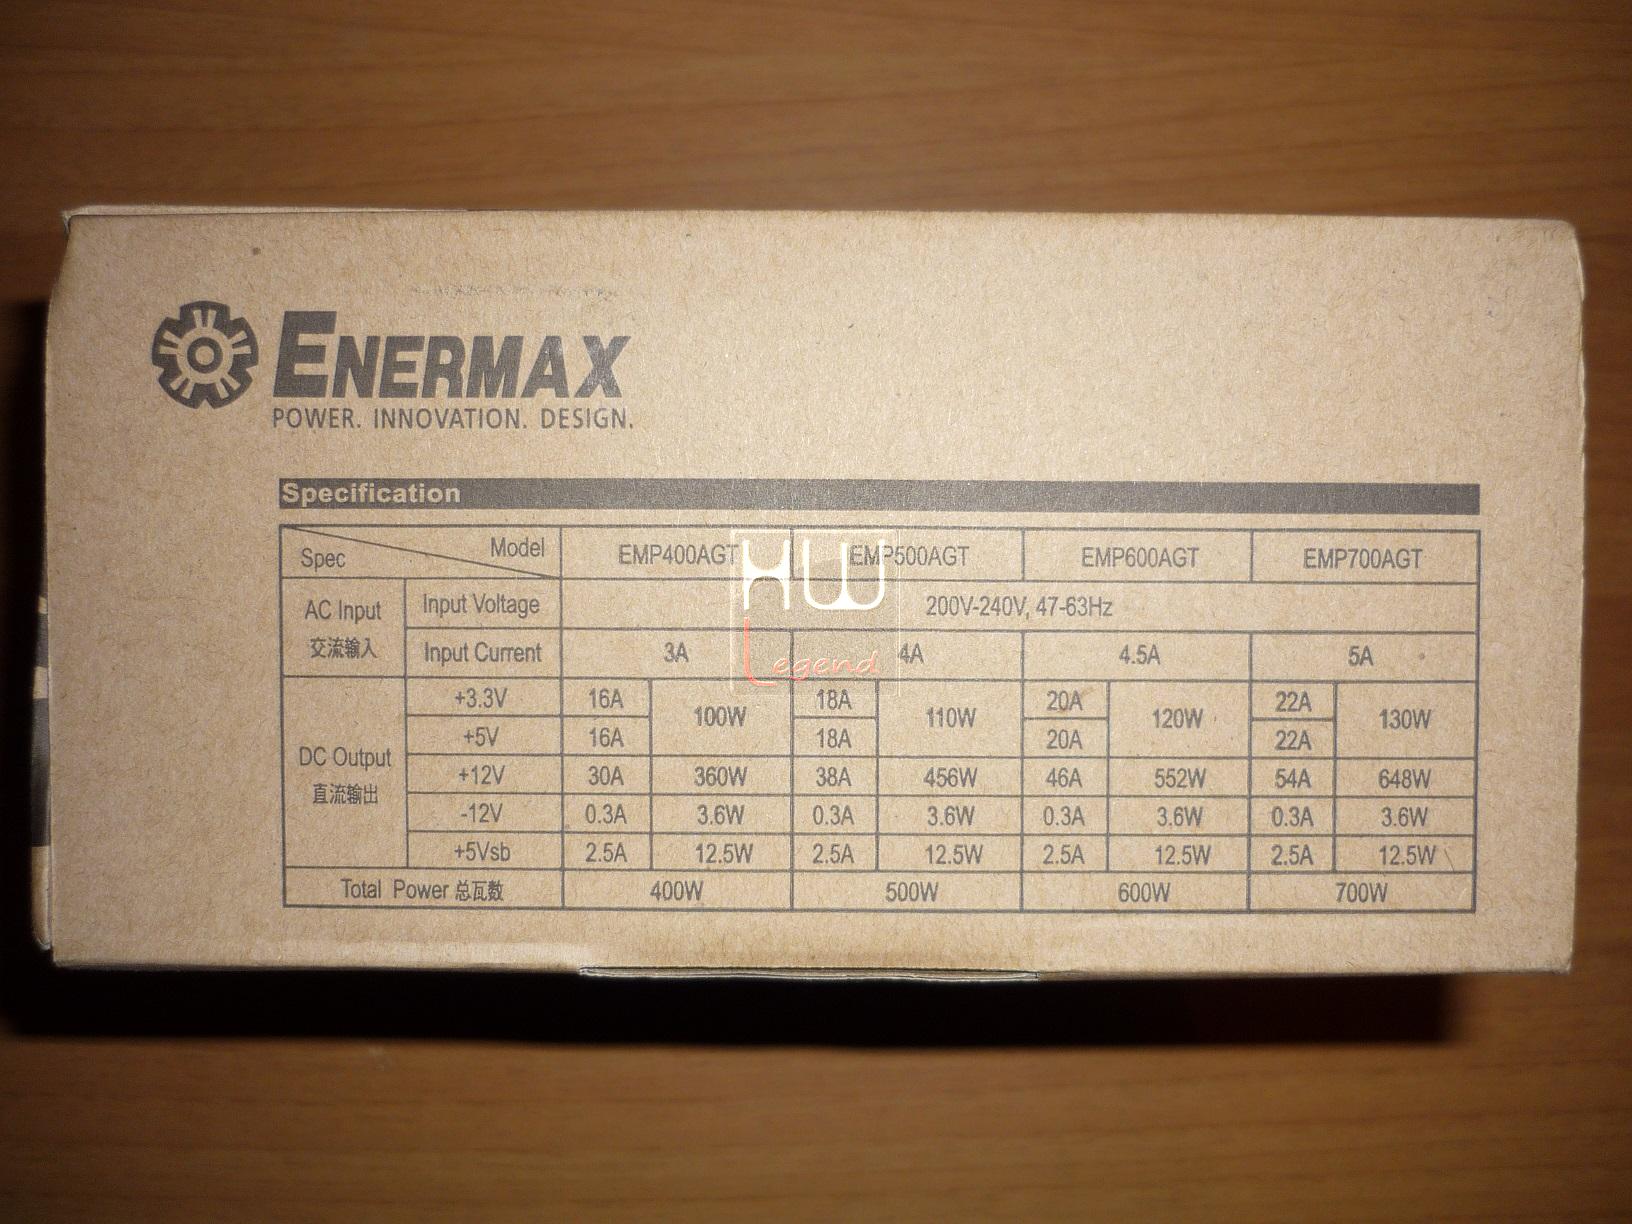 ENERMAX
POWER. INNOVATION. DESIGN.
Specification
Spec Model EMP400AGT EMP500AGT EMP600AGT EMP700AGT
AC Input 交流输入 Input Voltage 200V-240V, 47-63Hz
Input Current 3A 4A 4.5A 5A
DC Output 直流输出 +3.3V 16A 100W 18A 110W 20A 120W 22A 130W
+5V 16A 18A 20A 22A
+12V 30A 360W 38A 456W 46A 552W 54A 648W
-12V 0.3A 3.6W 0.3A 3.6W 0.3A 3.6W 0.3A 3.6W
+5Vsb 2.5A 12.5W 2.5A 12.5W 2.5A 12.5W 2.5A 12.5W
Total Power 总瓦数 400W 500W 600W 700W
HW
Legend